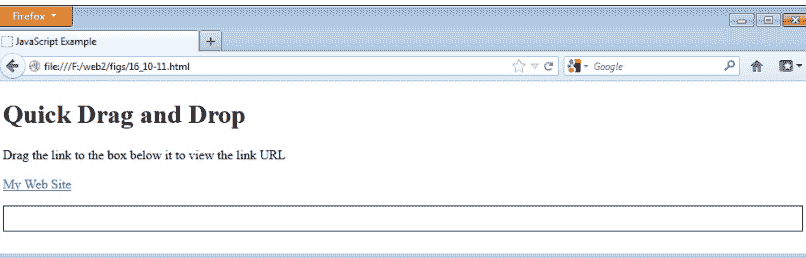 Firefox
JavaScript Example
file:///F:/web2/figs/16_10-11.html
Google
Quick Drag and Drop
Drag the link to the box below it to view the link URL
My Web Site